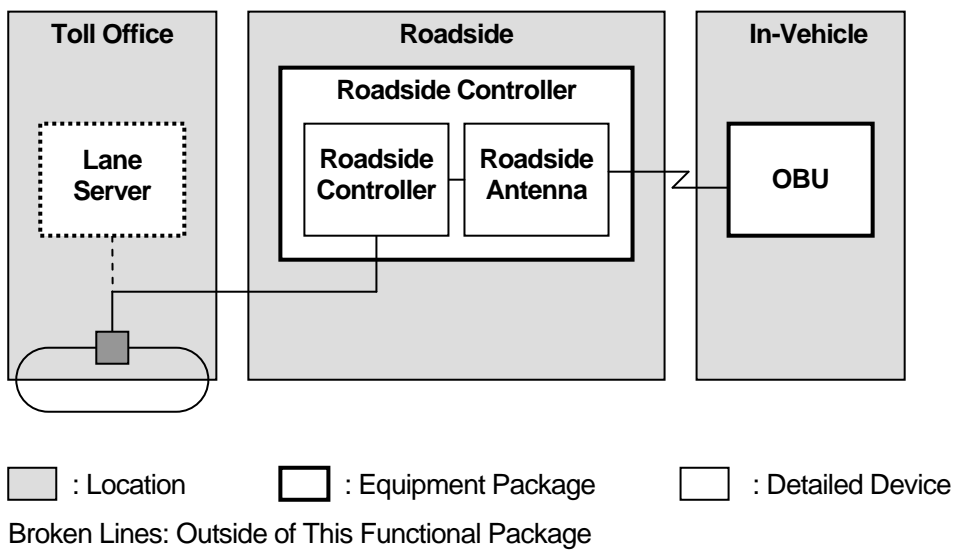 Toll Office
Roadside
In-Vehicle
Roadside Controller
Lane
Server
Roadside
Controller
Roadside
Antenna
OBU
: Location
: Equipment Package
: Detailed Device
Broken Lines: Outside of This Functional Package